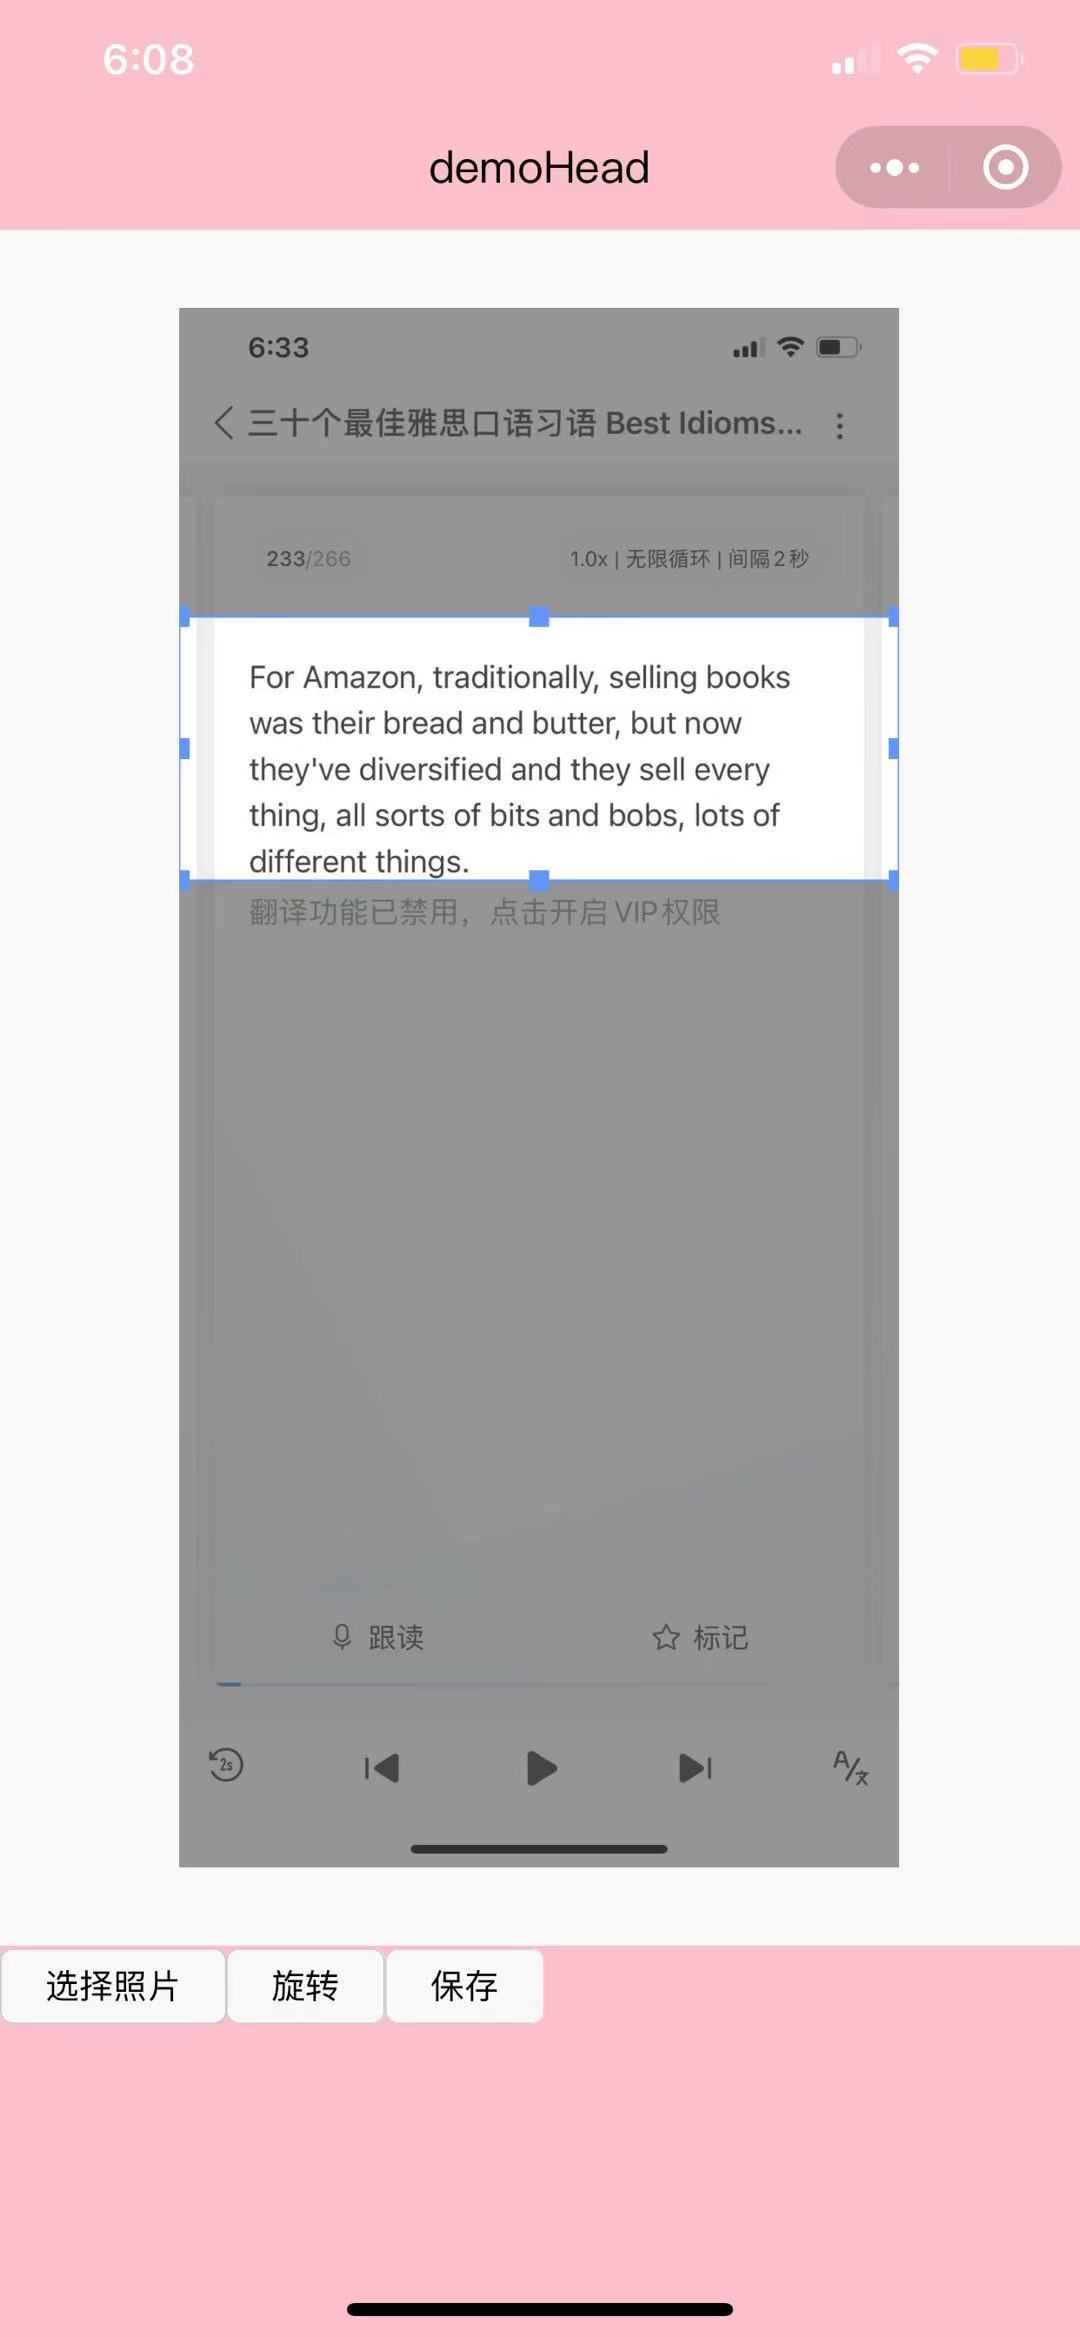 6:08
demoHead
6:33
三十个最佳雅思口语习语 Best Idioms...
233/266
1.0x | 无限循环 | 间隔2秒
For Amazon, traditionally, selling books
was their bread and butter, but now
they've diversified and they sell every
thing, all sorts of bits and bobs, lots of
different things.
翻译功能已禁用，点击开启VIP权限
跟读 标记
2s A/文
选择照片 旋转 保存